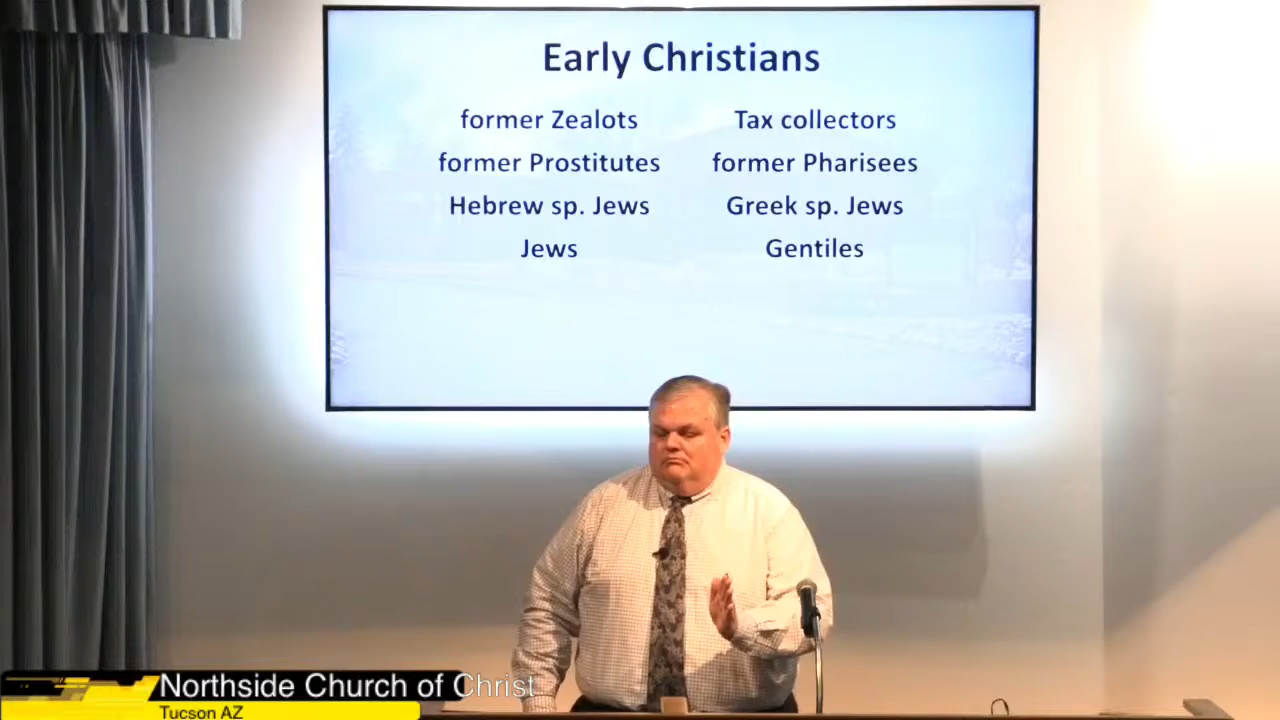 Early Christians
former Zealots Tax collectors
former Prostitutes former Pharisees
Hebrew sp. Jews Greek sp. Jews
Jews Gentiles
Northside Church of Christ
Tucson AZ